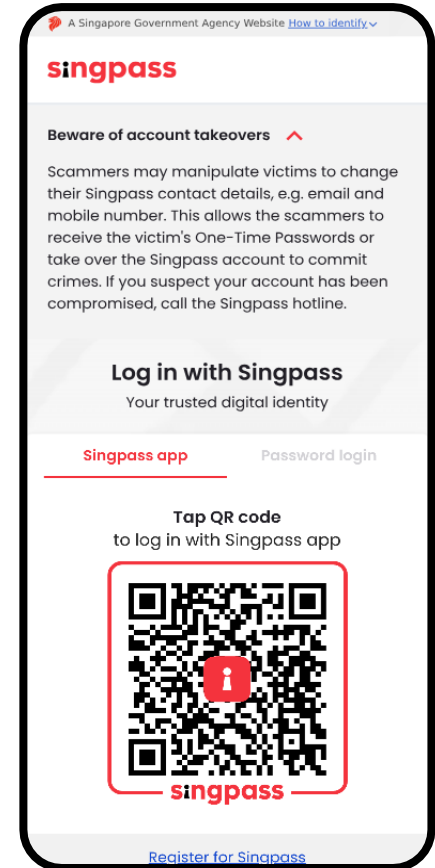 A Singapore Government Agency Website How to identify
singpass
Beware of account takeovers
Scammers may manipulate victims to change
their Singpass contact details, e.g. email and
mobile number. This allows the scammers to
receive the victim's One-Time Passwords or
take over the Singpass account to commit
crimes. If you suspect your account has been
compromised, call the Singpass hotline.
Log in with Singpass
Your trusted digital identity
Singpass app Password login
Tap QR code
to log in with Singpass app
singpass
Register for Singpass